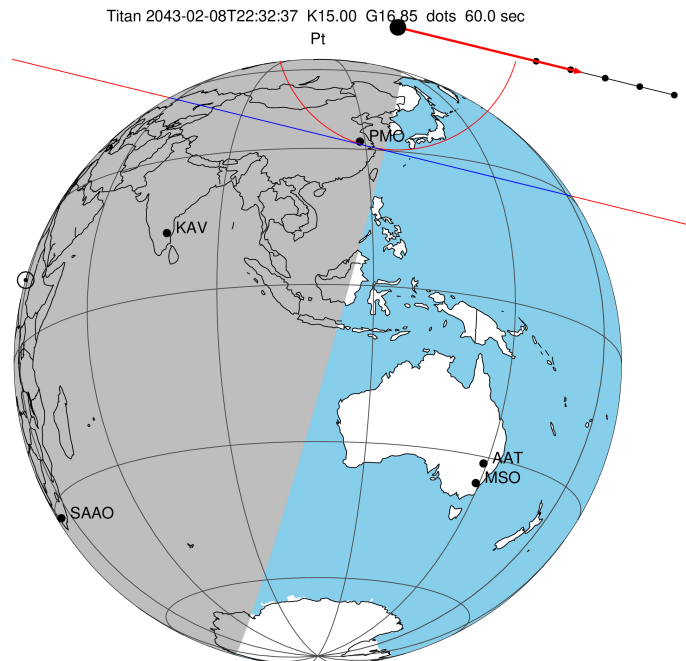 Titan 2043-02-08T22:32:37 K15.00 G16.85 dots 60.0 sec
Pt
PMO
KAV
AAT
MSO
SAAO